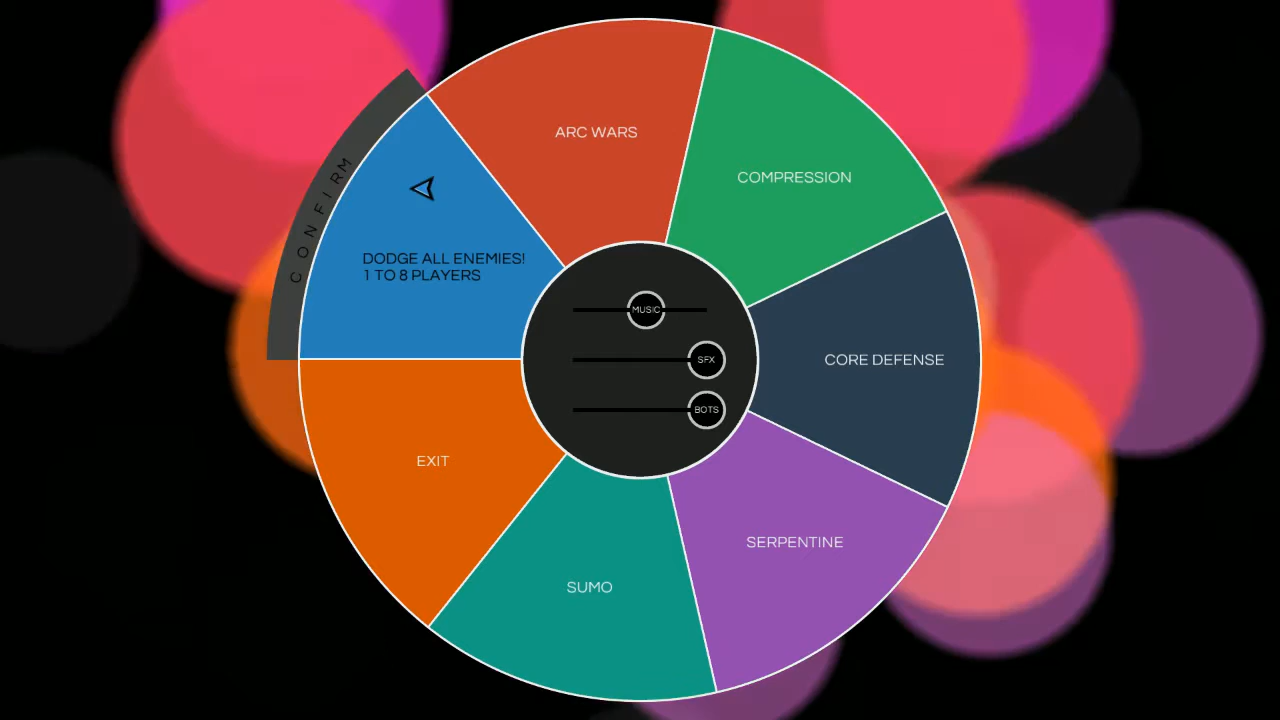 ARC WARS
COMPRESSION
CONFIRM
DODGE ALL ENEMIES!
1 TO 8 PLAYERS
MUSIC
SFX
BOTS
CORE DEFENSE
EXIT
SERPENTINE
SUMO